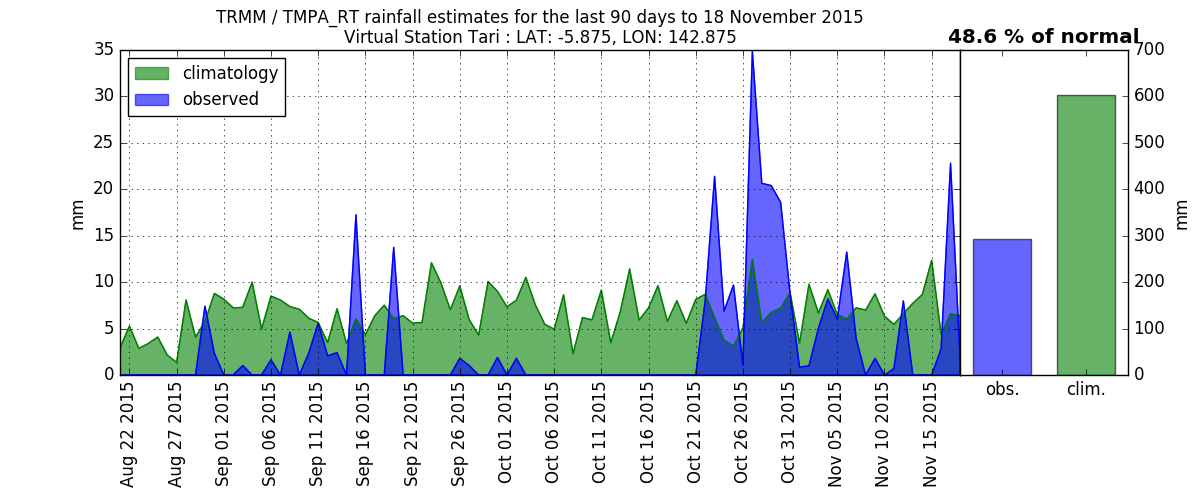 TRMM / TMPA_RT rainfall estimates for the last 90 days to 18 November 2015
Virtual Station Tari : LAT: -5.875, LON: 142.875
48.6 % of normal
climatology
observed
mm
35
30
25
20
15
10
5
0
Aug 22 2015
Aug 27 2015
Sep 01 2015
Sep 06 2015
Sep 11 2015
Sep 16 2015
Sep 21 2015
Sep 26 2015
Oct 01 2015
Oct 06 2015
Oct 11 2015
Oct 16 2015
Oct 21 2015
Oct 26 2015
Oct 31 2015
Nov 05 2015
Nov 10 2015
Nov 15 2015
obs.
clim.
700
600
500
400
300
200
100
0
mm